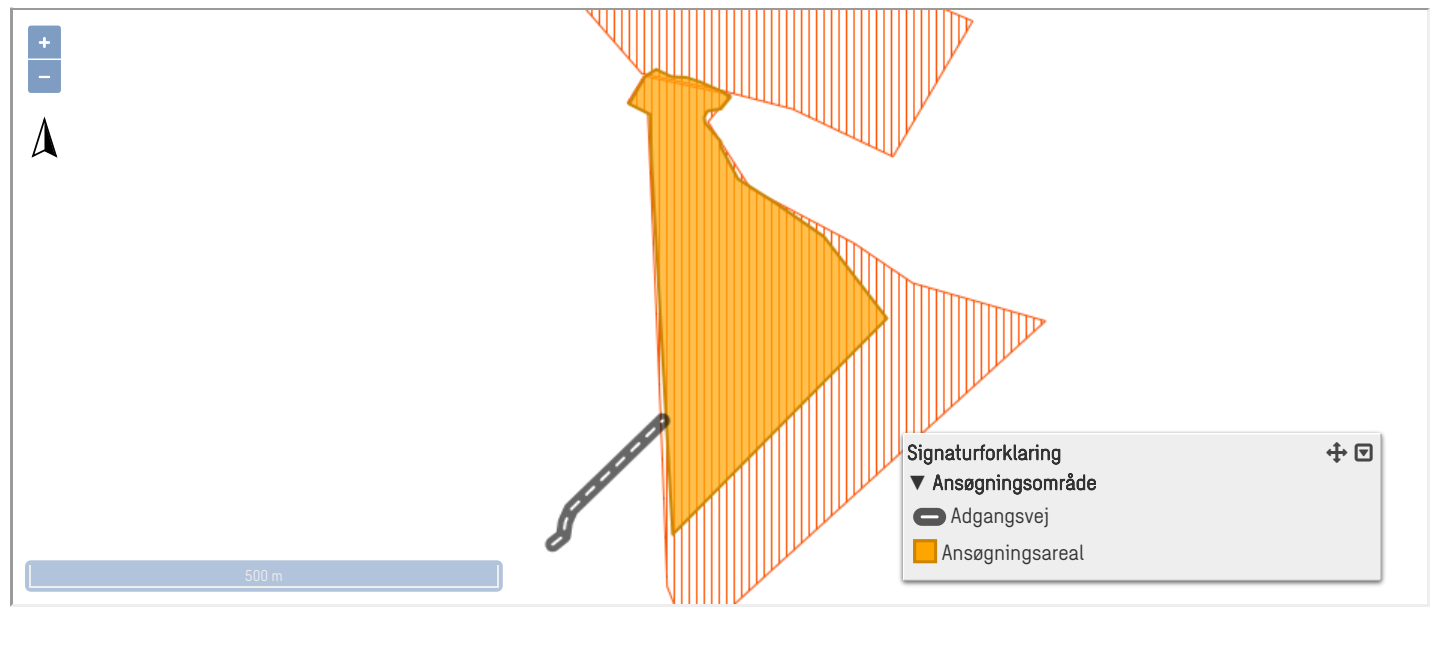 +
−
500 m
Signaturforklaring
▼ Ansøgningsområde
Adgangsvej
Ansøgningsareal